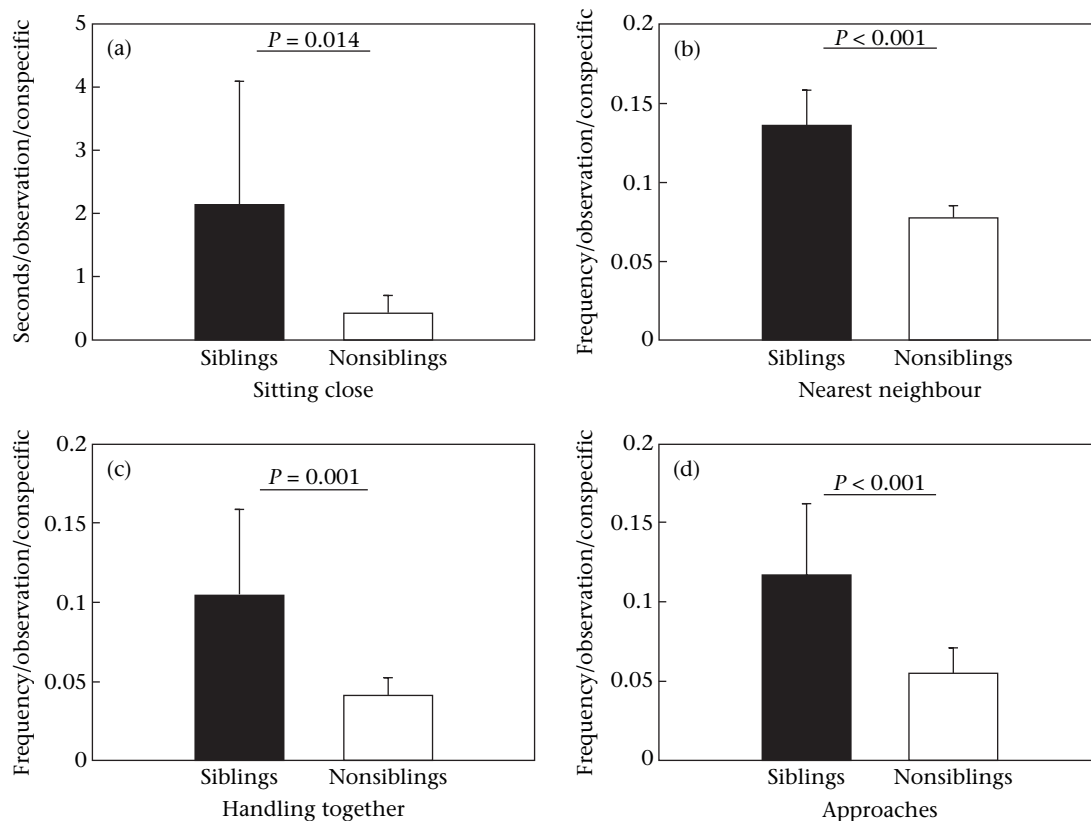 Seconds/observation/conspecific
5
4
3
2
1
0
(a)
P = 0.014
Siblings
Nonsiblings
Sitting close
Frequency/observation/conspecific
0.2
0.15
0.1
0.05
0
(b)
P < 0.001
Siblings
Nonsiblings
Nearest neighbour
Frequency/observation/conspecific
0.2
0.15
0.1
0.05
0
(c)
P = 0.001
Siblings
Nonsiblings
Handling together
Frequency/observation/conspecific
0.2
0.15
0.1
0.05
0
(d)
P < 0.001
Siblings
Nonsiblings
Approaches